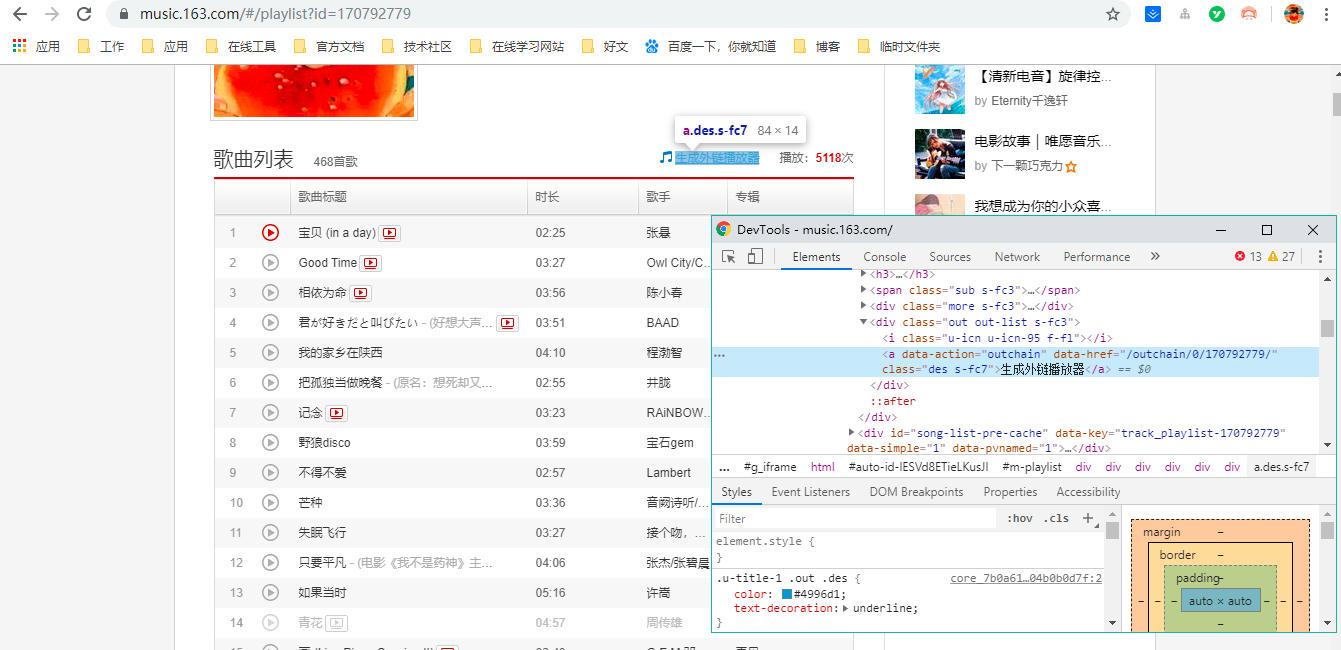 music.163.com/#/playlist?id=170792779
应用 工作 应用 在线工具 官方文档 技术社区 在线学习网站 好文 百度一下，你就知道 博客 临时文件夹
【清新电音】旋律控...
by Eternity千逸轩
电影故事｜唯愿音乐...
by 下一颗巧克力
我想成为你的小众喜...
a.des.s-fc7 84 × 14
歌曲列表 468首歌 生成外链播放器 播放：5118次
歌曲标题 时长 歌手 专辑
1 宝贝 (in a day) 02:25 张悬
2 Good Time 03:27 Owl City/C...
3 相依为命 03:56 陈小春
4 君が好きだと叫びたい - (好想大声... 03:51 BAAD
5 我的家乡在陕西 04:10 程渤智
6 把孤独当做晚餐 - (原名：想死却又... 02:55 井胧
7 记念 03:23 RAiNBOW...
8 野狼disco 03:59 宝石gem
9 不得不爱 02:57 Lambert
10 芒种 03:36 音阙诗听/...
11 失眠飞行 03:27 接个吻，...
12 只要平凡 - (电影《我不是药神》主... 04:06 张杰/张碧晨
13 如果当时 05:16 许嵩
14 青花 04:57 周传雄
DevTools - music.163.com/
Elements Console Sources Network Performance » 13 27
<h3>…</h3>
<span class="sub s-fc3">…</span>
<div class="more s-fc3">…</div>
<div class="out out-list s-fc3">
<i class="u-icn u-icn-95 f-fl"></i>
... <a data-action="outchain" data-href="/outchain/0/170792779/"
class="des s-fc7">生成外链播放器</a> == $0
</div>
::after
</div>
<div id="song-list-pre-cache" data-key="track_playlist-170792779"
data-simple="1" data-pvnamed="1">…</div>
... #g_iframe html #auto-id-lESVd8ETieLKusJl #m-playlist div div div div div div a.des.s-fc7
Styles Event Listeners DOM Breakpoints Properties Accessibility
Filter :hov .cls +
element.style {
}
.u-title-1 .out .des { core_7b0a61…04b0b0d7f:2
color: #4996d1;
text-decoration: underline;
}
margin –
border –
padding–
– – – auto × auto – – –
–